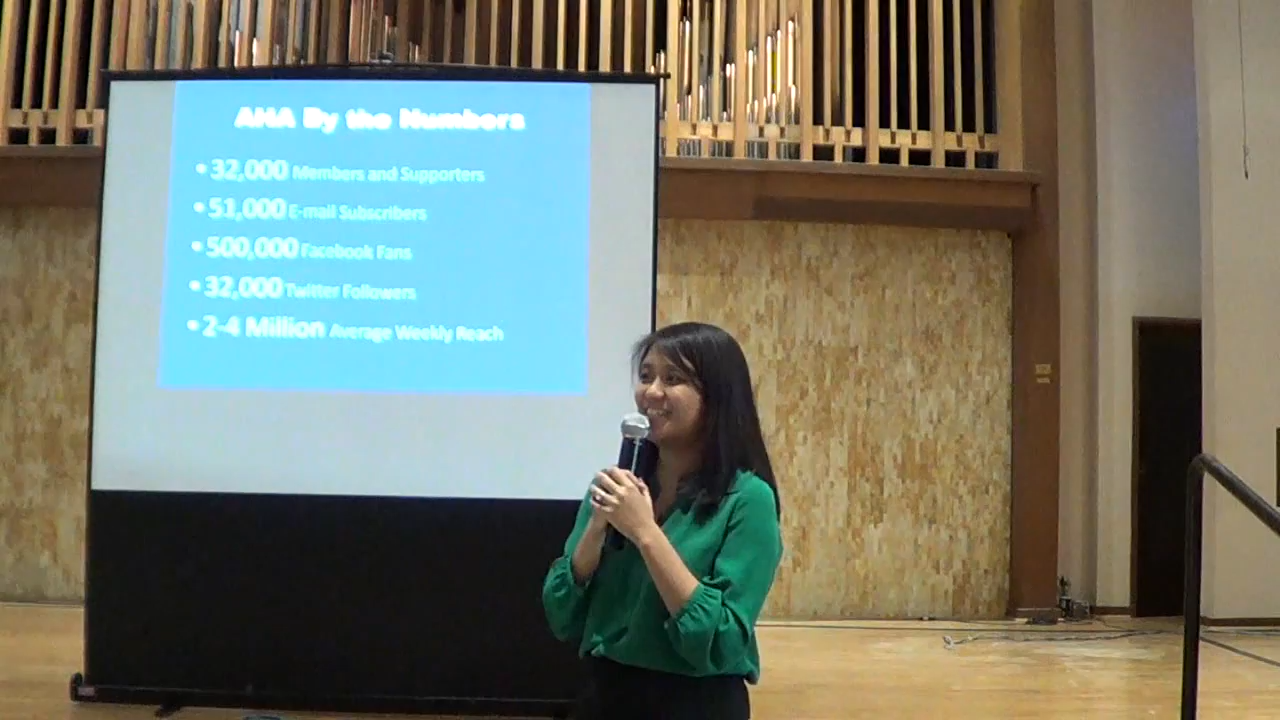 AHA By the Numbers
• 32,000 Members and Supporters
• 51,000 E-mail Subscribers
• 500,000 Facebook Fans
• 32,000 Twitter Followers
• 2-4 Million Average Weekly Reach